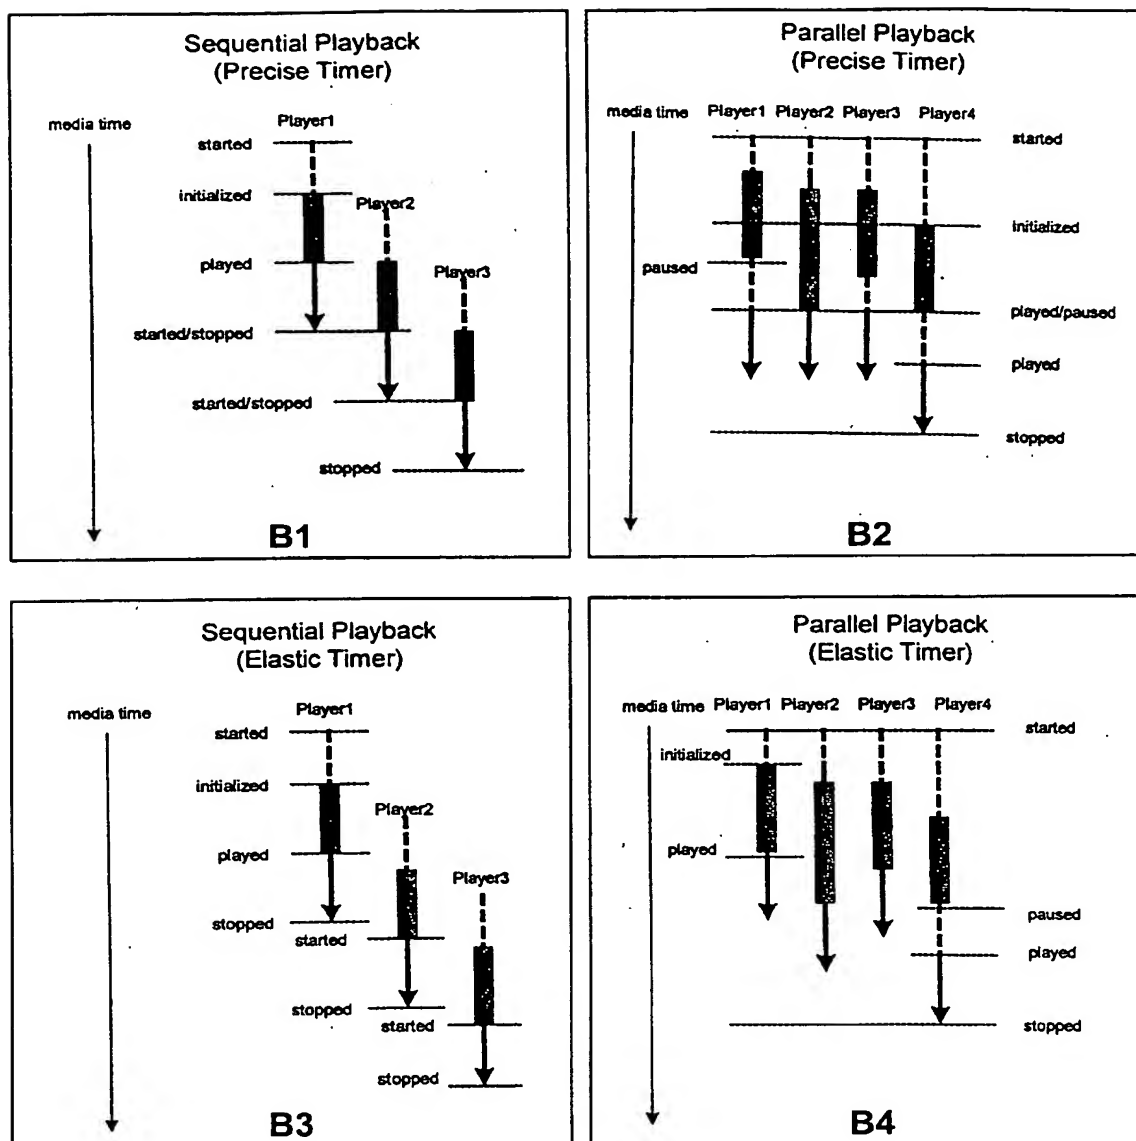 Sequential Playback
(Precise Timer)
media time
Player1
started
initialized
Player2
played
Player3
started/stopped
started/stopped
stopped
B1
Parallel Playback
(Precise Timer)
media time
Player1 Player2 Player3 Player4
started
Initialized
paused
played/paused
played
stopped
B2
Sequential Playback
(Elastic Timer)
media time
Player1
started
initialized
Player2
played
Player3
stopped
started
stopped
started
stopped
B3
Parallel Playback
(Elastic Timer)
media time Player1 Player2 Player3 Player4
started
initialized
played
paused
played
stopped
B4